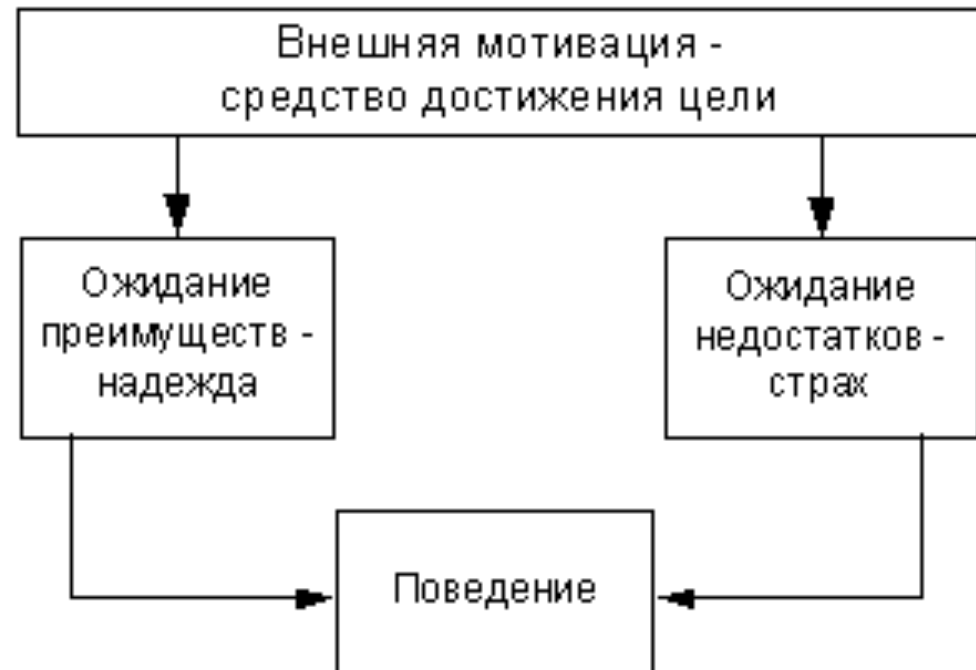 Внешняя мотивация -
средство достижения цели
Ожидание
преимуществ -
надежда
Ожидание
недостатков -
страх
Поведение